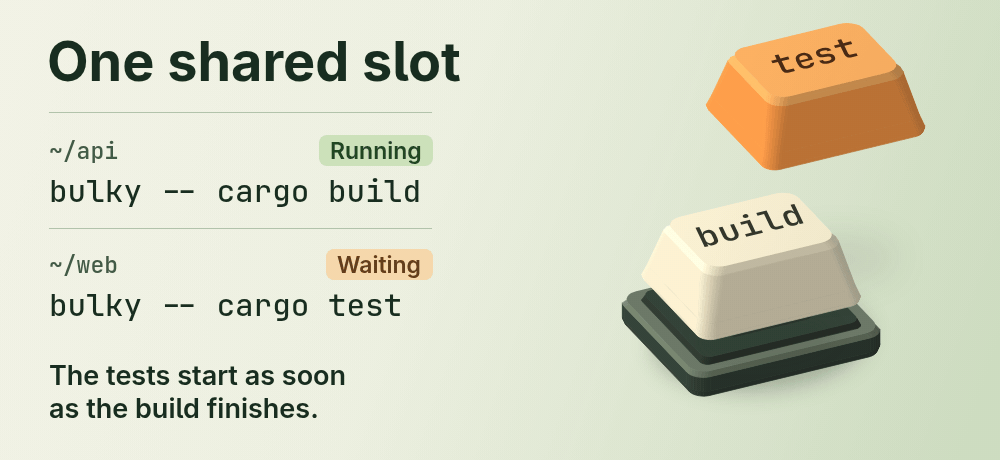 One shared slot
~/api
Running
bulky -- cargo build
~/web
Waiting
bulky -- cargo test
The tests start as soon
as the build finishes.
test
build